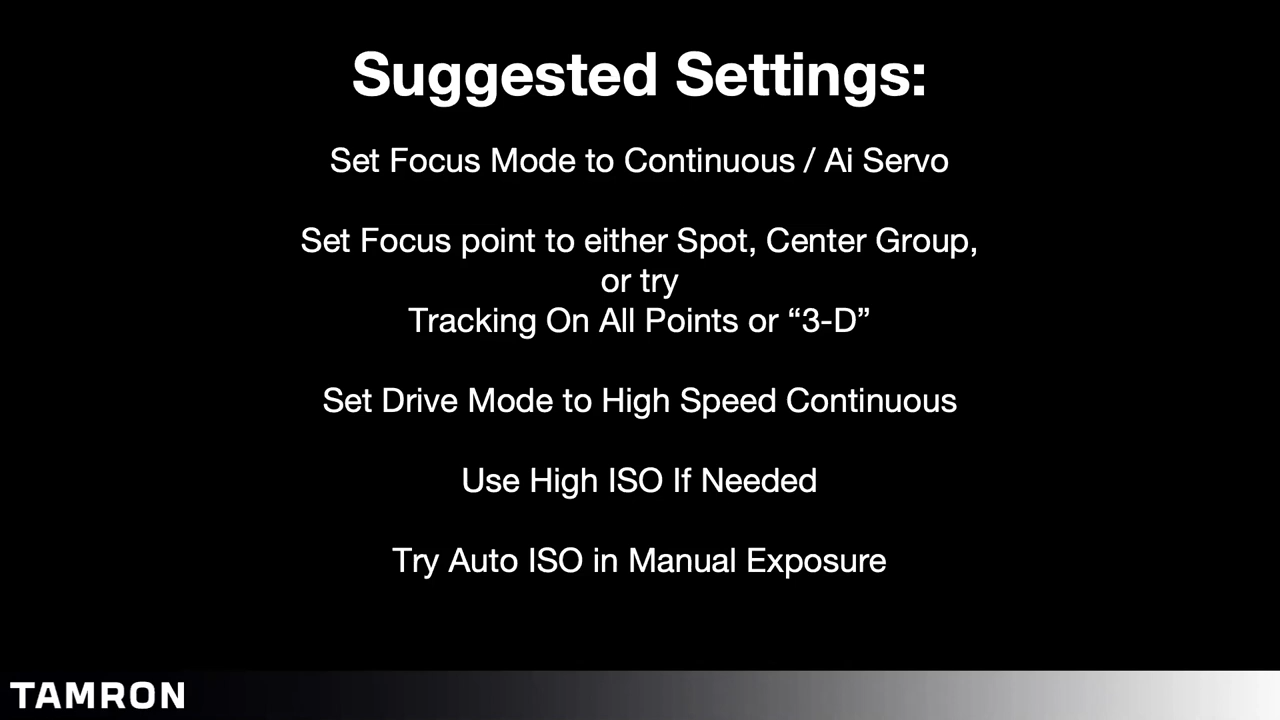 Suggested Settings:
Set Focus Mode to Continuous / Ai Servo
Set Focus point to either Spot, Center Group,
or try
Tracking On All Points or “3-D”
Set Drive Mode to High Speed Continuous
Use High ISO If Needed
Try Auto ISO in Manual Exposure
TAMRON